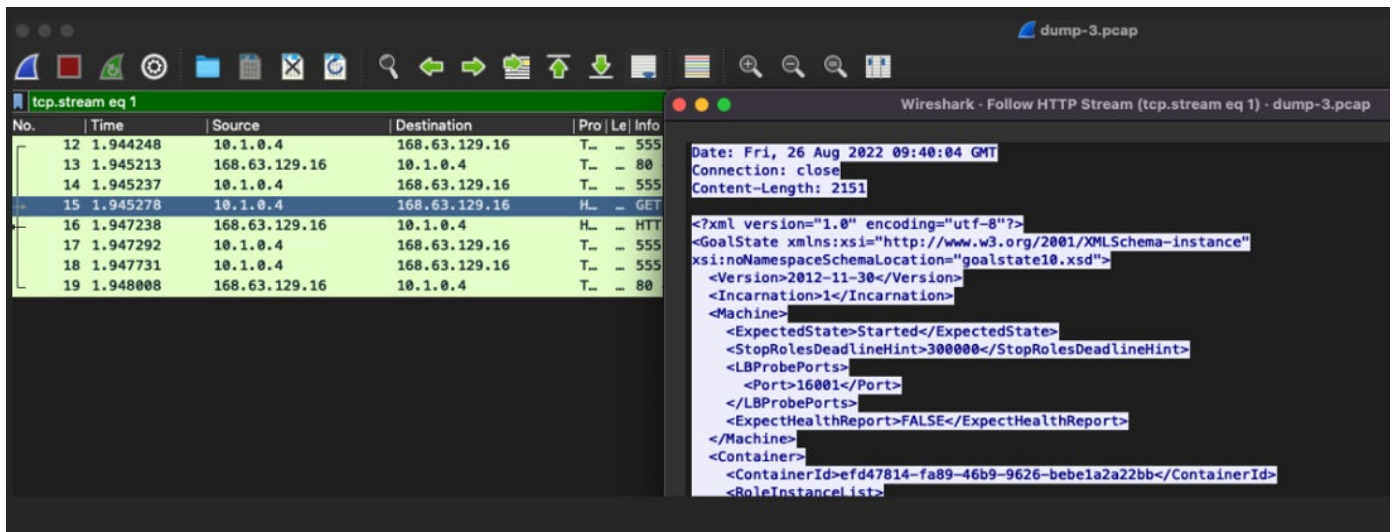 dump-3.pcap
tcp.stream eq 1
No. Time Source Destination Pro Le Info
12 1.944248 10.1.0.4 168.63.129.16 T… … 555
13 1.945213 168.63.129.16 10.1.0.4 T… … 80
14 1.945237 10.1.0.4 168.63.129.16 T… … 555
15 1.945278 10.1.0.4 168.63.129.16 H… … GET
16 1.947238 168.63.129.16 10.1.0.4 H… … HTT
17 1.947292 10.1.0.4 168.63.129.16 T… … 555
18 1.947731 10.1.0.4 168.63.129.16 T… … 555
19 1.948008 168.63.129.16 10.1.0.4 T… … 80
Wireshark · Follow HTTP Stream (tcp.stream eq 1) · dump-3.pcap
Date: Fri, 26 Aug 2022 09:40:04 GMT
Connection: close
Content-Length: 2151
<?xml version="1.0" encoding="utf-8"?>
<GoalState xmlns:xsi="http://www.w3.org/2001/XMLSchema-instance"
xsi:noNamespaceSchemaLocation="goalstate10.xsd">
<Version>2012-11-30</Version>
<Incarnation>1</Incarnation>
<Machine>
<ExpectedState>Started</ExpectedState>
<StopRolesDeadlineHint>300000</StopRolesDeadlineHint>
<LBProbePorts>
<Port>16001</Port>
</LBProbePorts>
<ExpectHealthReport>FALSE</ExpectHealthReport>
</Machine>
<Container>
<ContainerId>efd47814-fa89-46b9-9626-bebe1a2a22bb</ContainerId>
<RoleInstanceList>